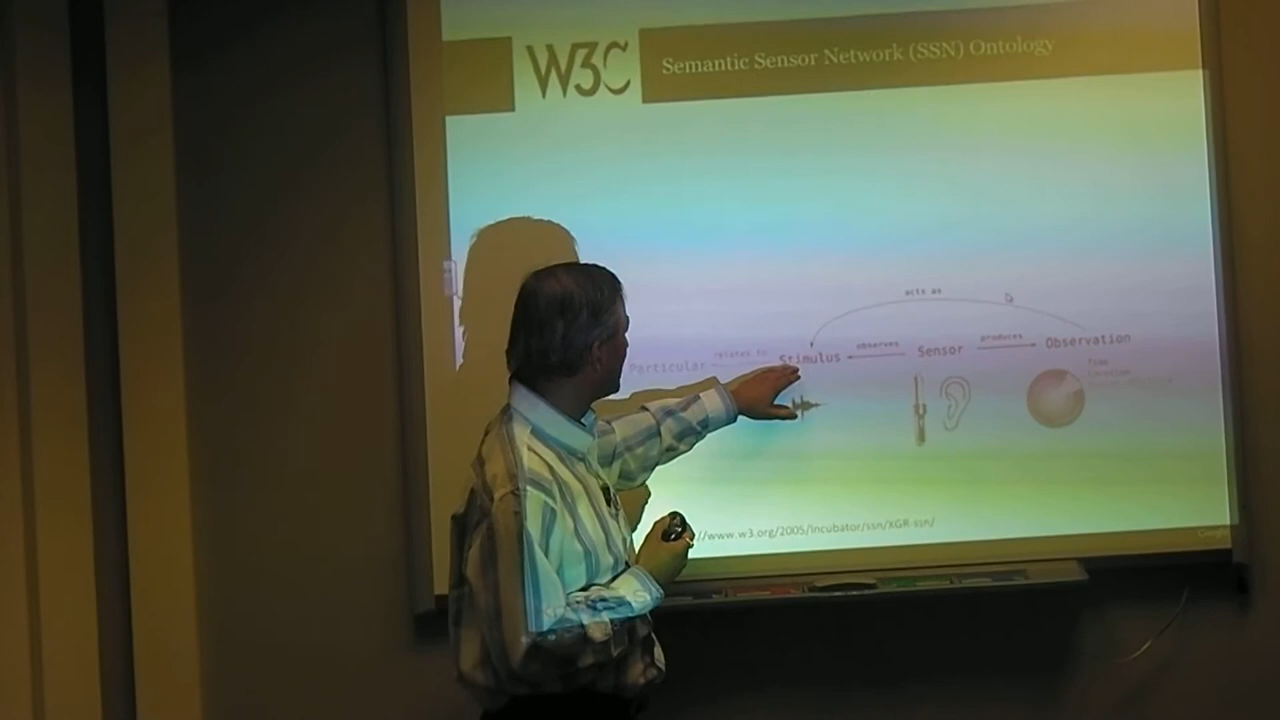 W3C
Semantic Sensor Network (SSN) Ontology
acts as
Particular relates to Stimulus observes Sensor produces Observation
Time
Location
//www.w3.org/2005/Incubator/ssn/XGR-ssn/
Google